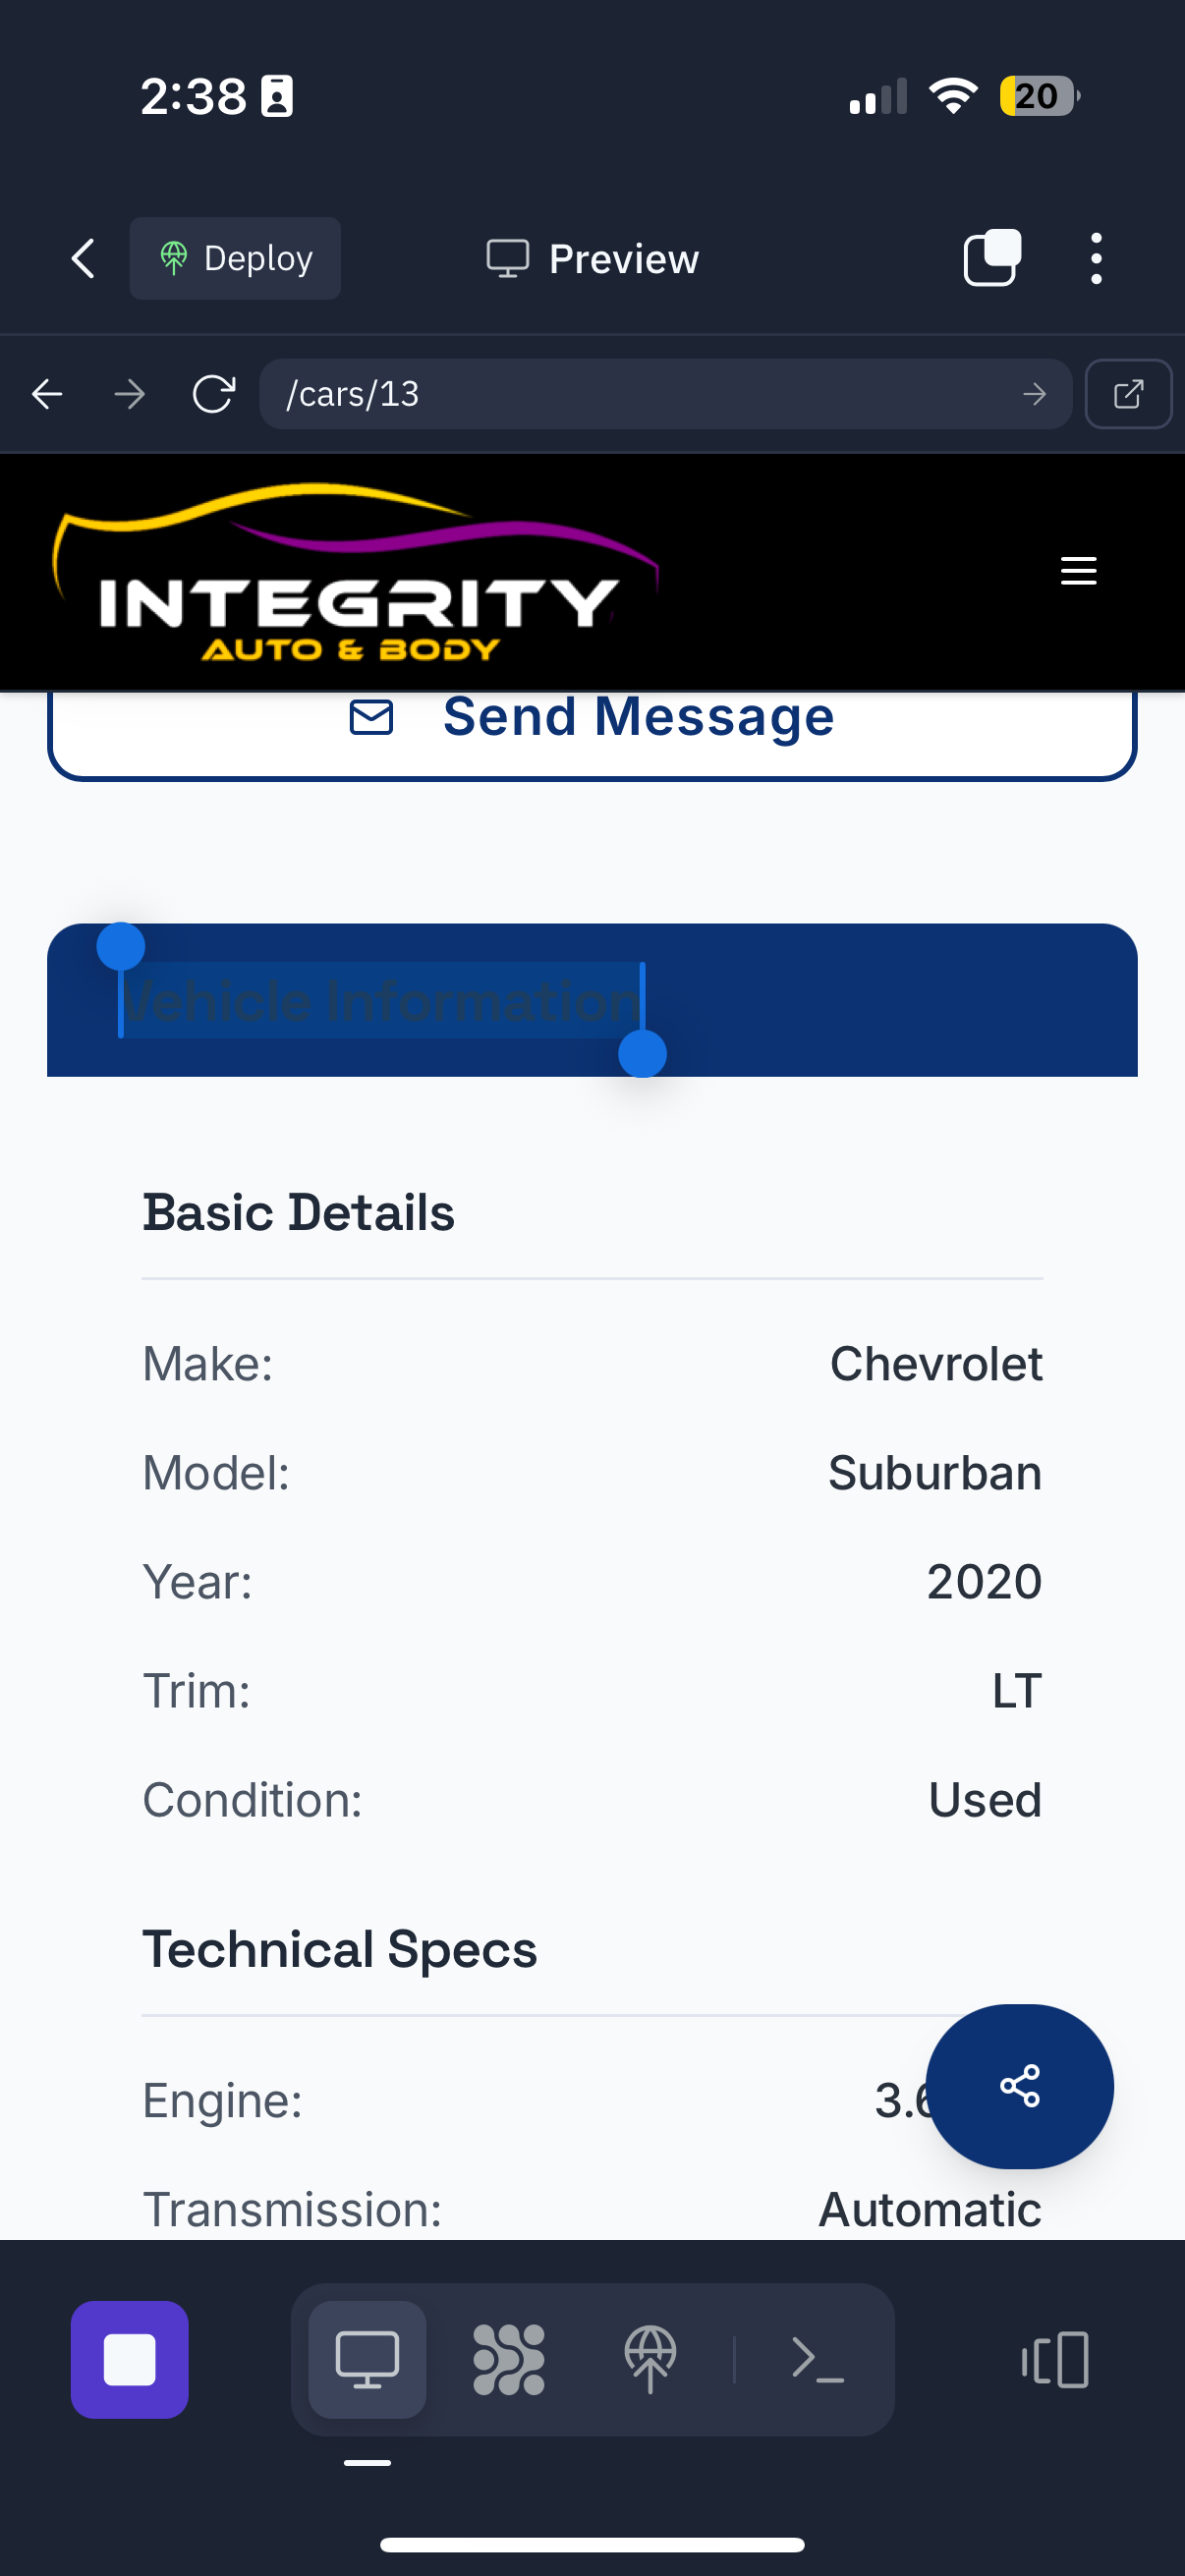 2:38
20
Deploy
Preview
/cars/13
INTEGRITY
AUTO & BODY
Send Message
Vehicle Information
Basic Details
Make: Chevrolet
Model: Suburban
Year: 2020
Trim: LT
Condition: Used
Technical Specs
Engine: 3.6
Transmission: Automatic